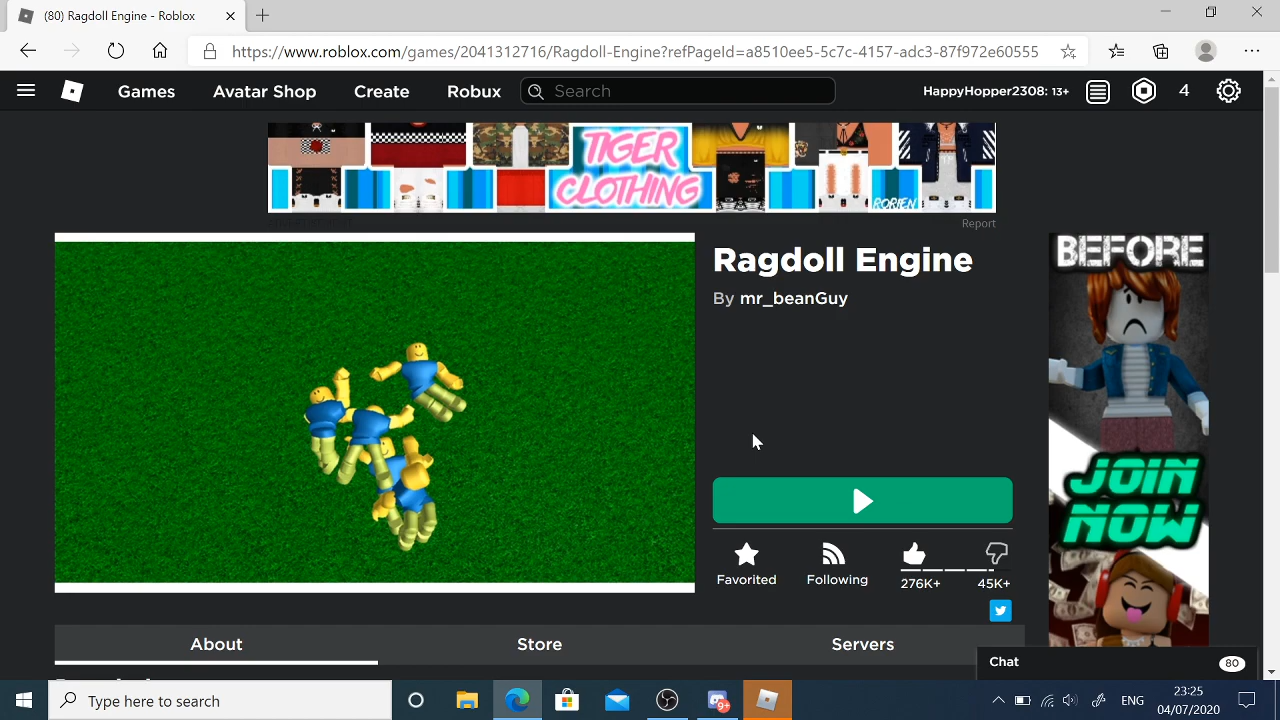 (80) Ragdoll Engine - Roblox
https://www.roblox.com/games/2041312716/Ragdoll-Engine?refPageId=a8510ee5-5c7c-4157-adc3-87f972e60555
Games Avatar Shop Create Robux Search HappyHopper2308: 13+ 4
TIGER
CLOTHING
RORIEN
Report
Ragdoll Engine
By mr_beanGuy
BEFORE
JOIN
NOW
Favorited Following 276K+ 45K+
About Store Servers
Chat 80
Type here to search 9+ ENG 23:25
04/07/2020